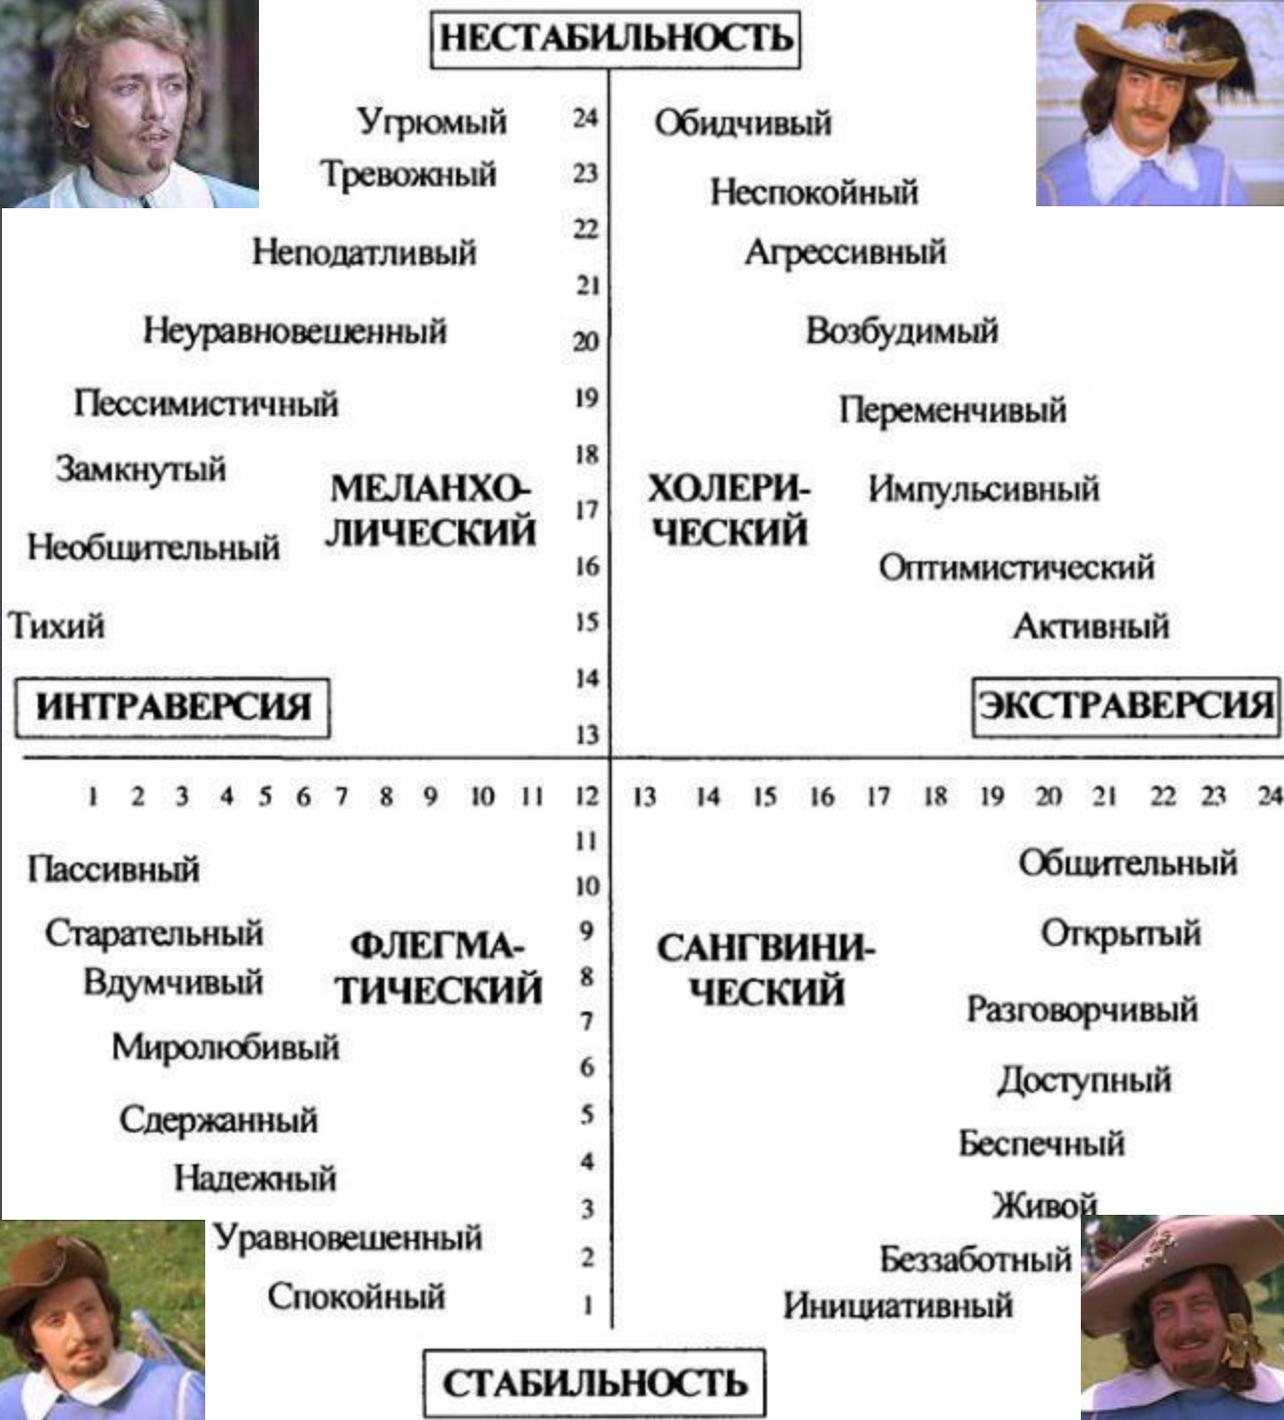 НЕСТАБИЛЬНОСТЬ
Угрюмый 24 Обидчивый
Тревожный 23
Неспокойный
22
Неподатливый Агрессивный
21
Неуравновешенный 20 Возбудимый
Пессимистичный 19 Переменчивый
18
Замкнутый
МЕЛАНХО-
ЛИЧЕСКИЙ
ХОЛЕРИ-
ЧЕСКИЙ
Импульсивный
17
Необщительный
16 Оптимистический
Тихий 15 Активный
14
ИНТРАВЕРСИЯ ЭКСТРАВЕРСИЯ
13
1 2 3 4 5 6 7 8 9 10 11 12 13 14 15 16 17 18 19 20 21 22 23 24
11
Пассивный Общительный
10
Старательный 9 Открытый
ФЛЕГМА-
ТИЧЕСКИЙ
САНГВИНИ-
ЧЕСКИЙ
Вдумчивый 8
Разговорчивый
7
Миролюбивый
6
Доступный
Сдержанный 5
Беспечный
4
Надежный
3 Живой
Уравновешенный
2 Беззаботный
Спокойный 1 Инициативный
СТАБИЛЬНОСТЬ